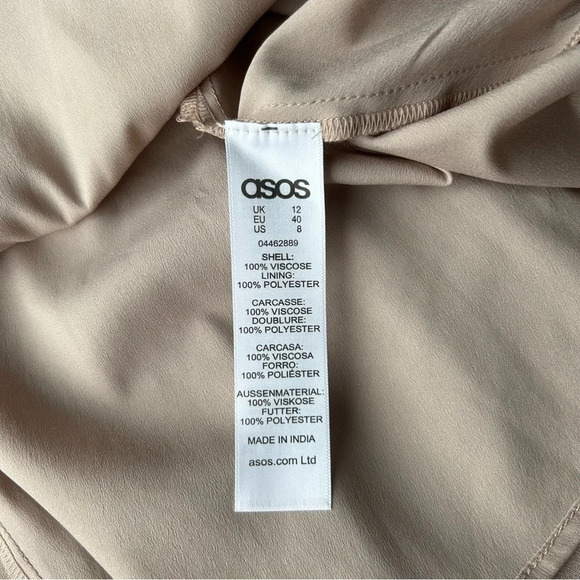 asos
UK 12
EU 40
US 8
04462889
SHELL:
100% VISCOSE
LINING:
100% POLYESTER
CARCASSE:
100% VISCOSE
DOUBLURE:
100% POLYESTER
CARCASA:
100% VISCOSA
FORRO:
100% POLIÉSTER
AUSSENMATERIAL:
100% VISKOSE
FUTTER:
100% POLYESTER
MADE IN INDIA
asos.com Ltd